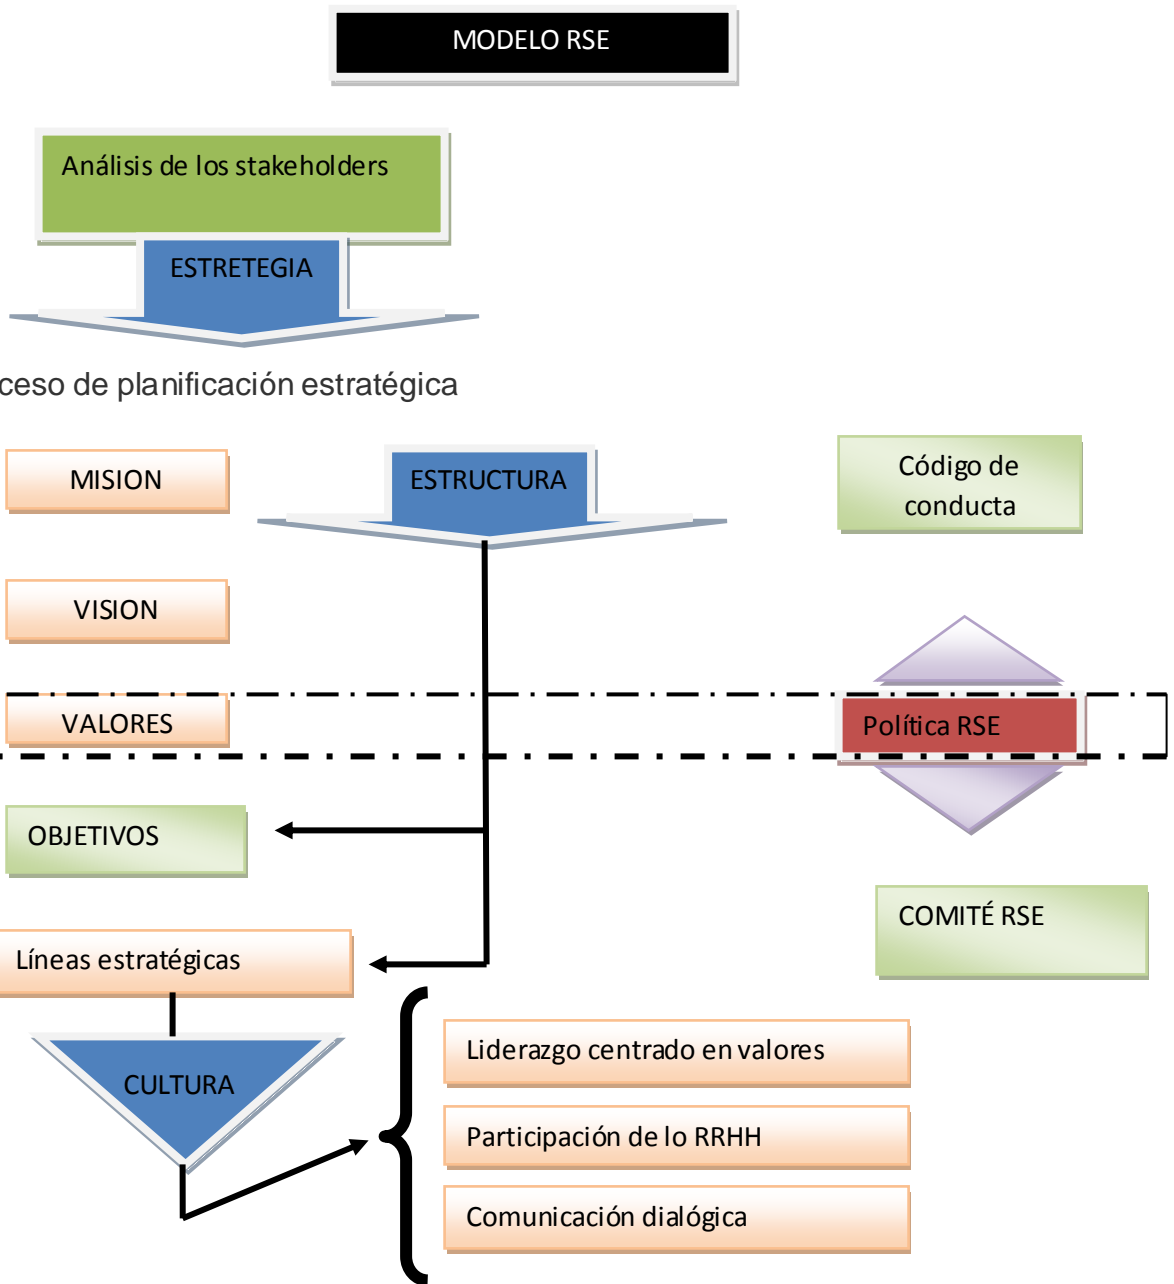 MODELO RSE
Análisis de los stakeholders
ESTRETEGIA
ceso de planificación estratégica
MISION
ESTRUCTURA
Código de
conducta
VISION
VALORES
Política RSE
OBJETIVOS
COMITÉ RSE
Líneas estratégicas
CULTURA
Liderazgo centrado en valores
Participación de lo RRHH
Comunicación dialógica